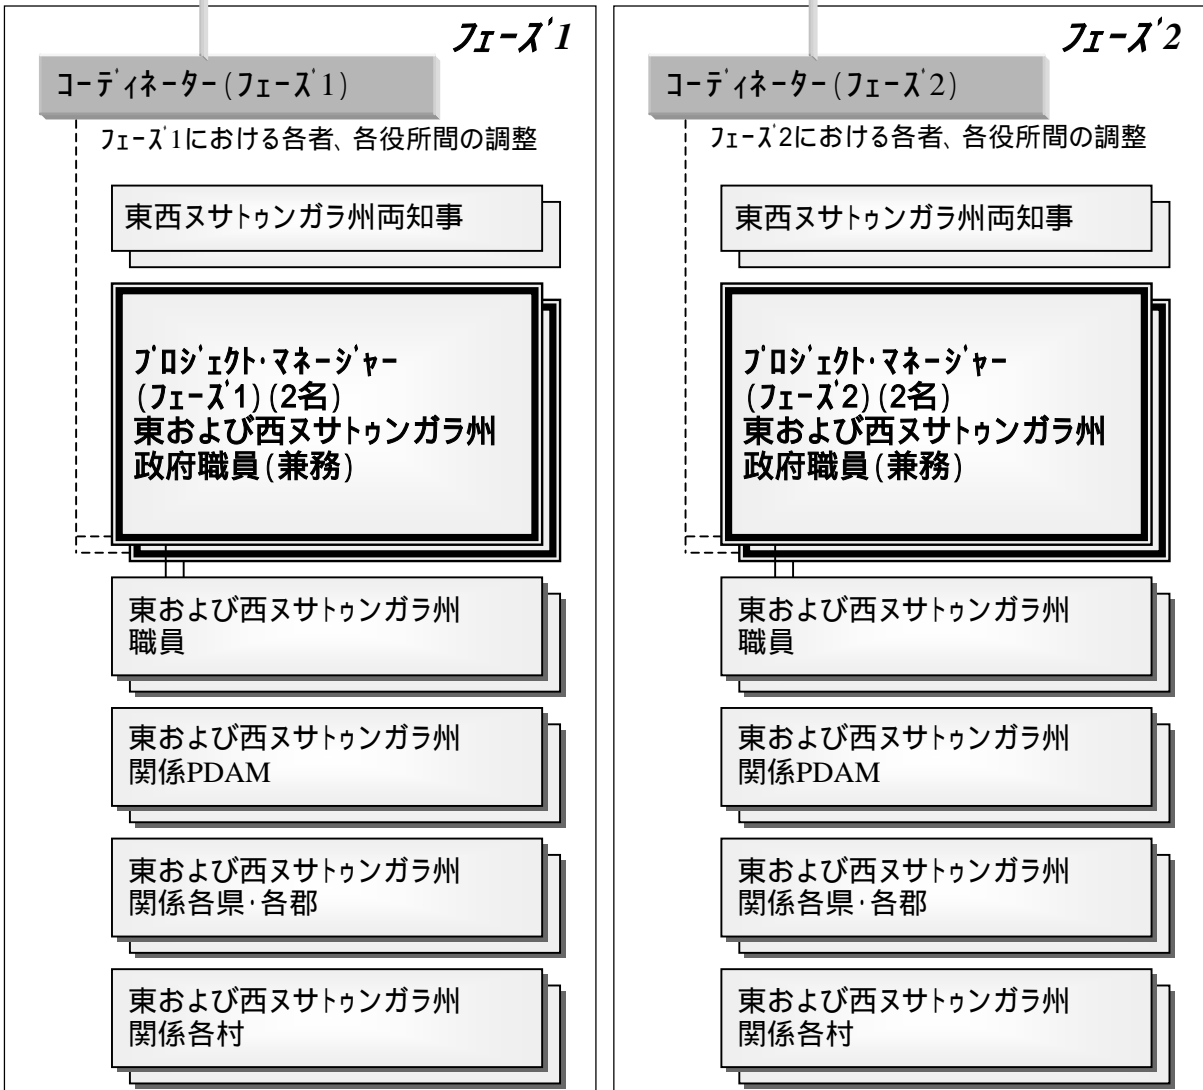 フェーズ1
コーディネーター(フェーズ1)
フェーズ1における各者、各役所間の調整
東西ヌサトゥンガラ州両知事
プロジェクト・マネージャー
(フェーズ1)(2名)
東および西ヌサトゥンガラ州
政府職員(兼務)
東および西ヌサトゥンガラ州
職員
東および西ヌサトゥンガラ州
関係PDAM
東および西ヌサトゥンガラ州
関係各県・各郡
東および西ヌサトゥンガラ州
関係各村
フェーズ2
コーディネーター(フェーズ2)
フェーズ2における各者、各役所間の調整
東西ヌサトゥンガラ州両知事
プロジェクト・マネージャー
(フェーズ2)(2名)
東および西ヌサトゥンガラ州
政府職員(兼務)
東および西ヌサトゥンガラ州
職員
東および西ヌサトゥンガラ州
関係PDAM
東および西ヌサトゥンガラ州
関係各県・各郡
東および西ヌサトゥンガラ州
関係各村